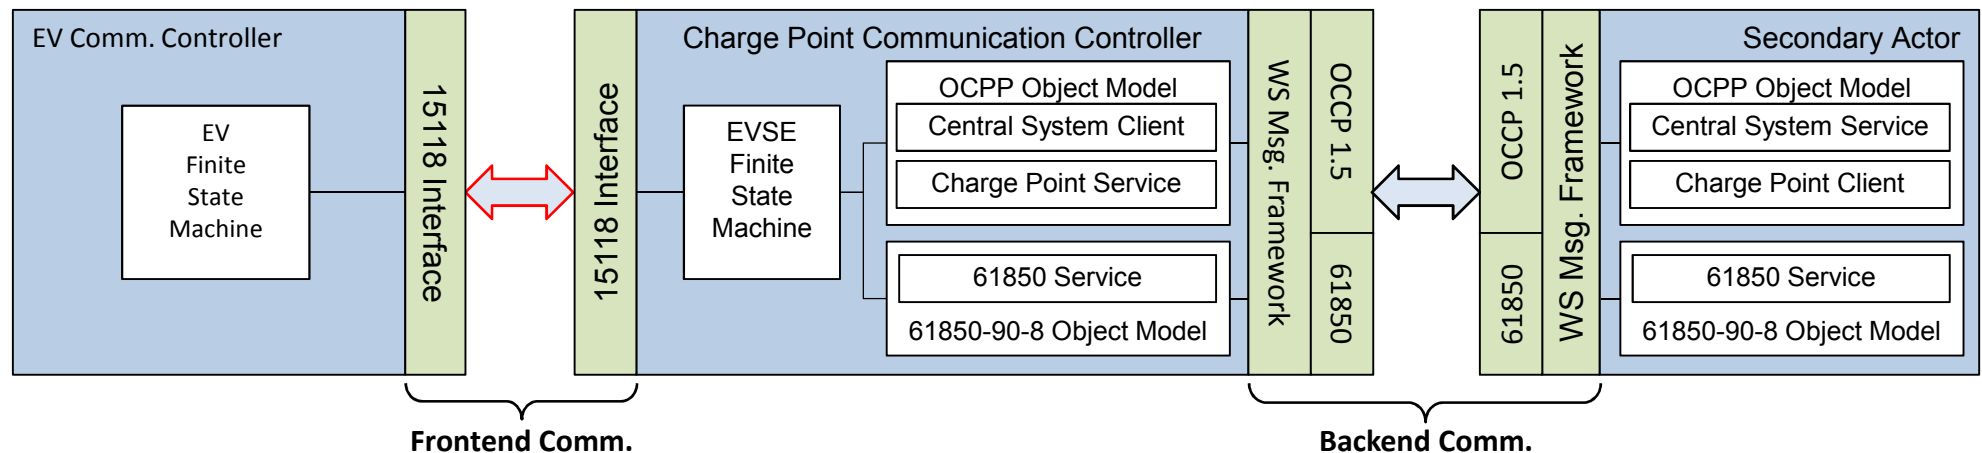 EV Comm. Controller
EV
Finite
State
Machine
15118 Interface
15118 Interface
Charge Point Communication Controller
EVSE
Finite
State
Machine
OCPP Object Model
Central System Client
Charge Point Service
61850 Service
61850-90-8 Object Model
WS Msg. Framework
OCCP 1.5
61850
OCCP 1.5
61850
WS Msg. Framework
Secondary Actor
OCPP Object Model
Central System Service
Charge Point Client
61850 Service
61850-90-8 Object Model
Frontend Comm.
Backend Comm.